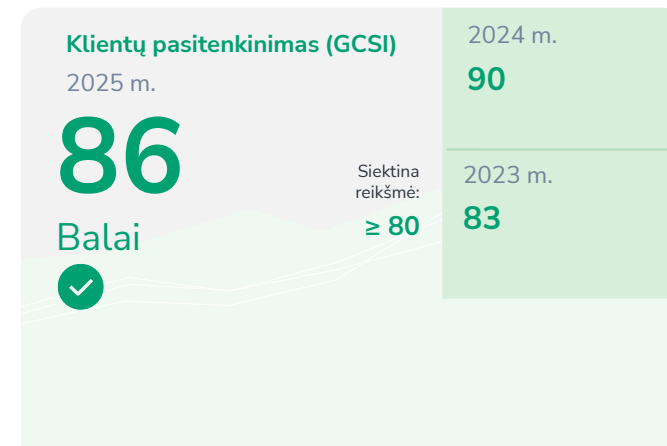 Klientų pasitenkinimas (GCSI)
2025 m.
86
Balai
Siektina
reikšmė:
≥ 80
2024 m.
90
2023 m.
83